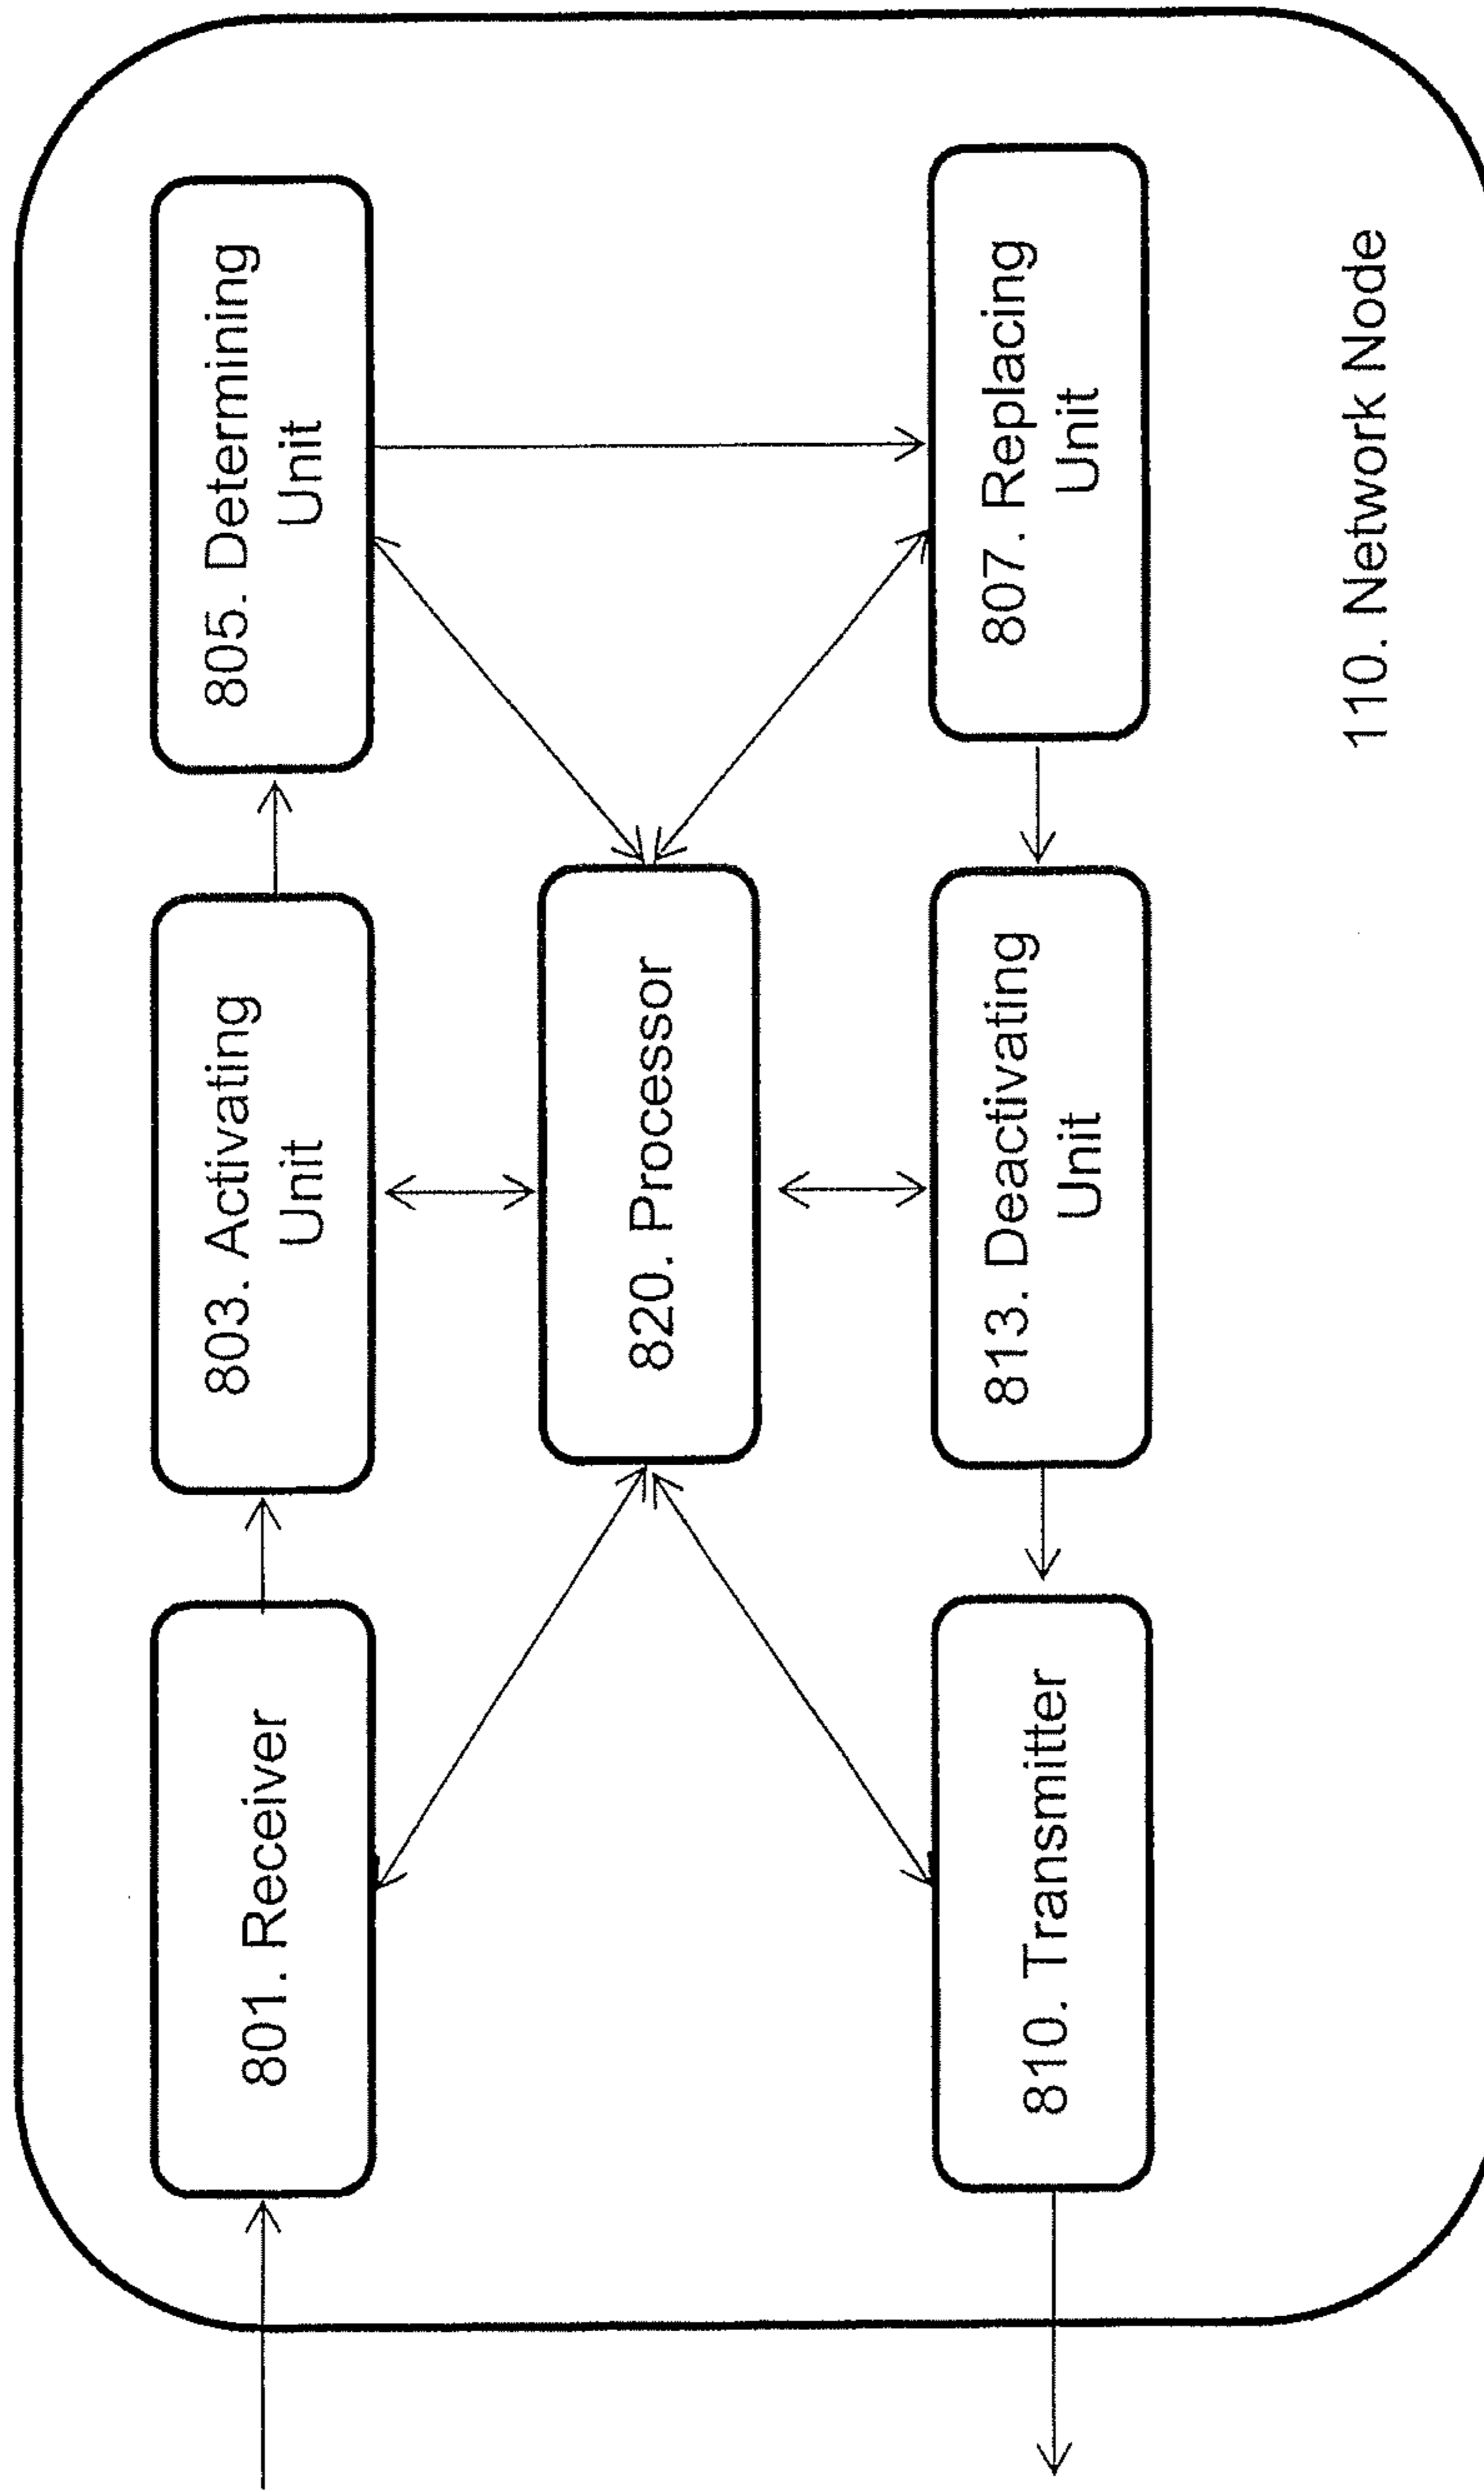 801. Receiver
803. Activating
Unit
805. Determining
Unit
820. Processor
810. Transmitter
813. Deactivating
Unit
807. Replacing
Unit
110. Network Node